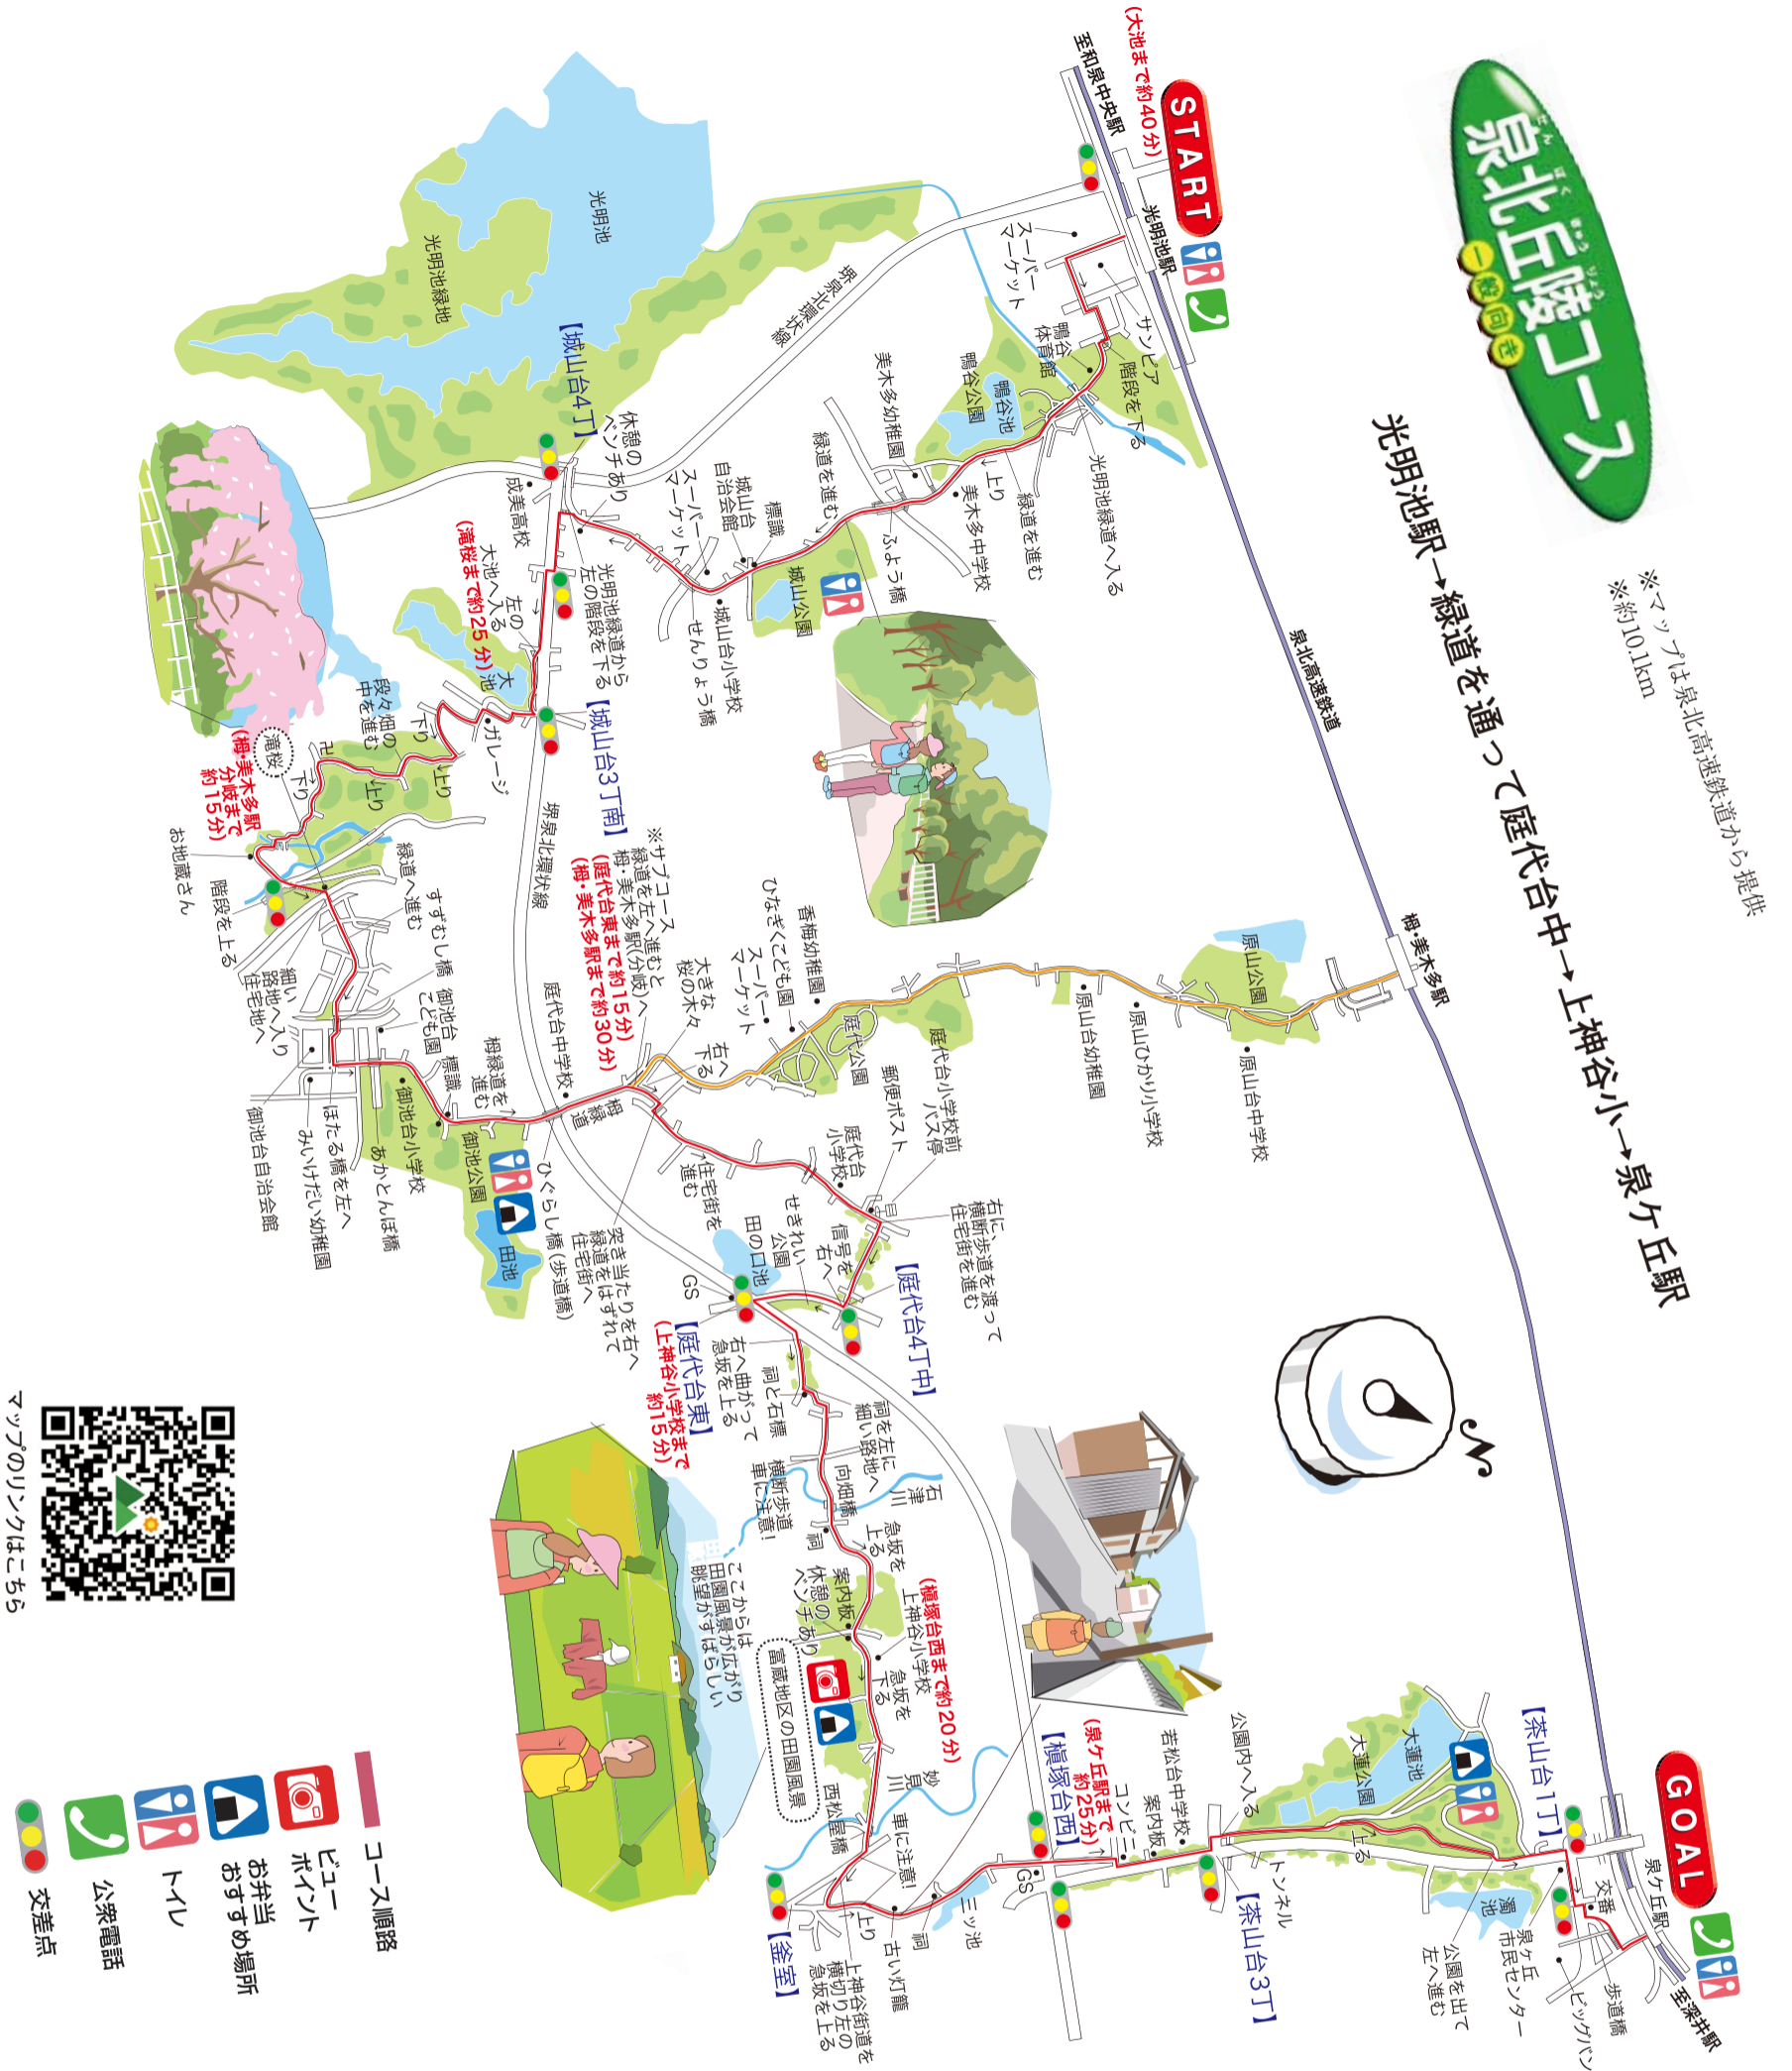 泉北丘陵コース
せんぼくきゅうりょう
一般向き
※マップは泉北高速鉄道から提供
※約10.1km
光明池駅→緑道を通って庭代台中→上神谷小→泉ケ丘駅
START
(大池まで約40分)
至和泉中央駅
光明池駅
スーパー
マーケット
サンピア
階段を下る
鴨谷
体育館
光明池緑道へ入る
鴨谷池
鴨谷公園
緑道を進む
上り
美木多中学校
美木多幼稚園
ふよう橋
緑道を進む
堺泉北環状線
光明池
光明池緑地
標識
城山公園
城山台
自治会館
城山台小学校
スーパー
マーケット
せんりょう橋
休憩の
ベンチあり
【城山台4丁】
成美高校
光明池緑道から
左の階段を下る
左の
大池へ入る
(滝桜まで約25分)
【城山台3丁南】
大池
ガレージ
下り
上り
段々畑の
中を進む
上り
卍
下り
滝桜
(栂・美木多駅
分岐まで
約15分)
お地蔵さん
階段を上る
細い
路地へ入り
住宅地へ
緑道へ進む
すずむし橋
御池台
こども園
御池台自治会館
みいけだい幼稚園
ほたる橋を左へ
あかとんぼ橋
御池台小学校
標識
栂緑道を
進む
御池公園
田池
ひぐらし橋(歩道橋)
堺泉北環状線
庭代台中学校
栂緑道
※サブコース
緑道を左へ進むと
栂・美木多駅(分岐)へ
(庭代台東まで約15分)
(栂・美木多駅まで約30分)
大きな
桜の木々
右へ
下る
スーパー
マーケット
ひなぎくこども園
香梅幼稚園
庭代公園
庭代台小学校前
バス停
郵便ポスト
原山台幼稚園
原山ひかり小学校
原山台中学校
原山公園
栂・美木多駅
泉北高速鉄道
突き当たりを右へ
緑道をはずれて
住宅街へ
住宅街を
進む
庭代台
小学校
右に、
横断歩道を渡って
住宅街を進む
信号を
右へ
【庭代台4丁中】
せきれい
公園
田の口池
GS
【庭代台東】
(上神谷小学校まで
約15分)
右へ曲がって
急坂を上る
祠と石標
祠を左に
細い路地へ
横断歩道
車に注意!
向畑橋
石津川
祠
急坂を
上る
案内板
休憩の
ベンチあり
上神谷小学校
(槇塚台西まで約20分)
急坂を
下る
ここからは
田園風景が広がり
眺望がすばらしい
富蔵地区の田園風景
妙見川
西松屋橋
車に注意!
【釜室】
上神谷街道を
横切り左の
急坂を上る
上り
古い灯籠
祠
三ッ池
GS
【槇塚台西】
(泉ケ丘駅まで
約25分)
コンビニ
案内板
若松台中学校
公園内へ入る
トンネル
【茶山台3丁】
大蓮公園
大蓮池
上る
濁池
公園を出て
左へ進む
【茶山台1丁】
泉ケ丘
市民センター
交番
ビッグバン
歩道橋
泉ケ丘駅
至深井駅
GOAL
N
マップのリンクはこちら
コース順路
ビュー
ポイント
お弁当
おすすめ場所
トイレ
公衆電話
交差点